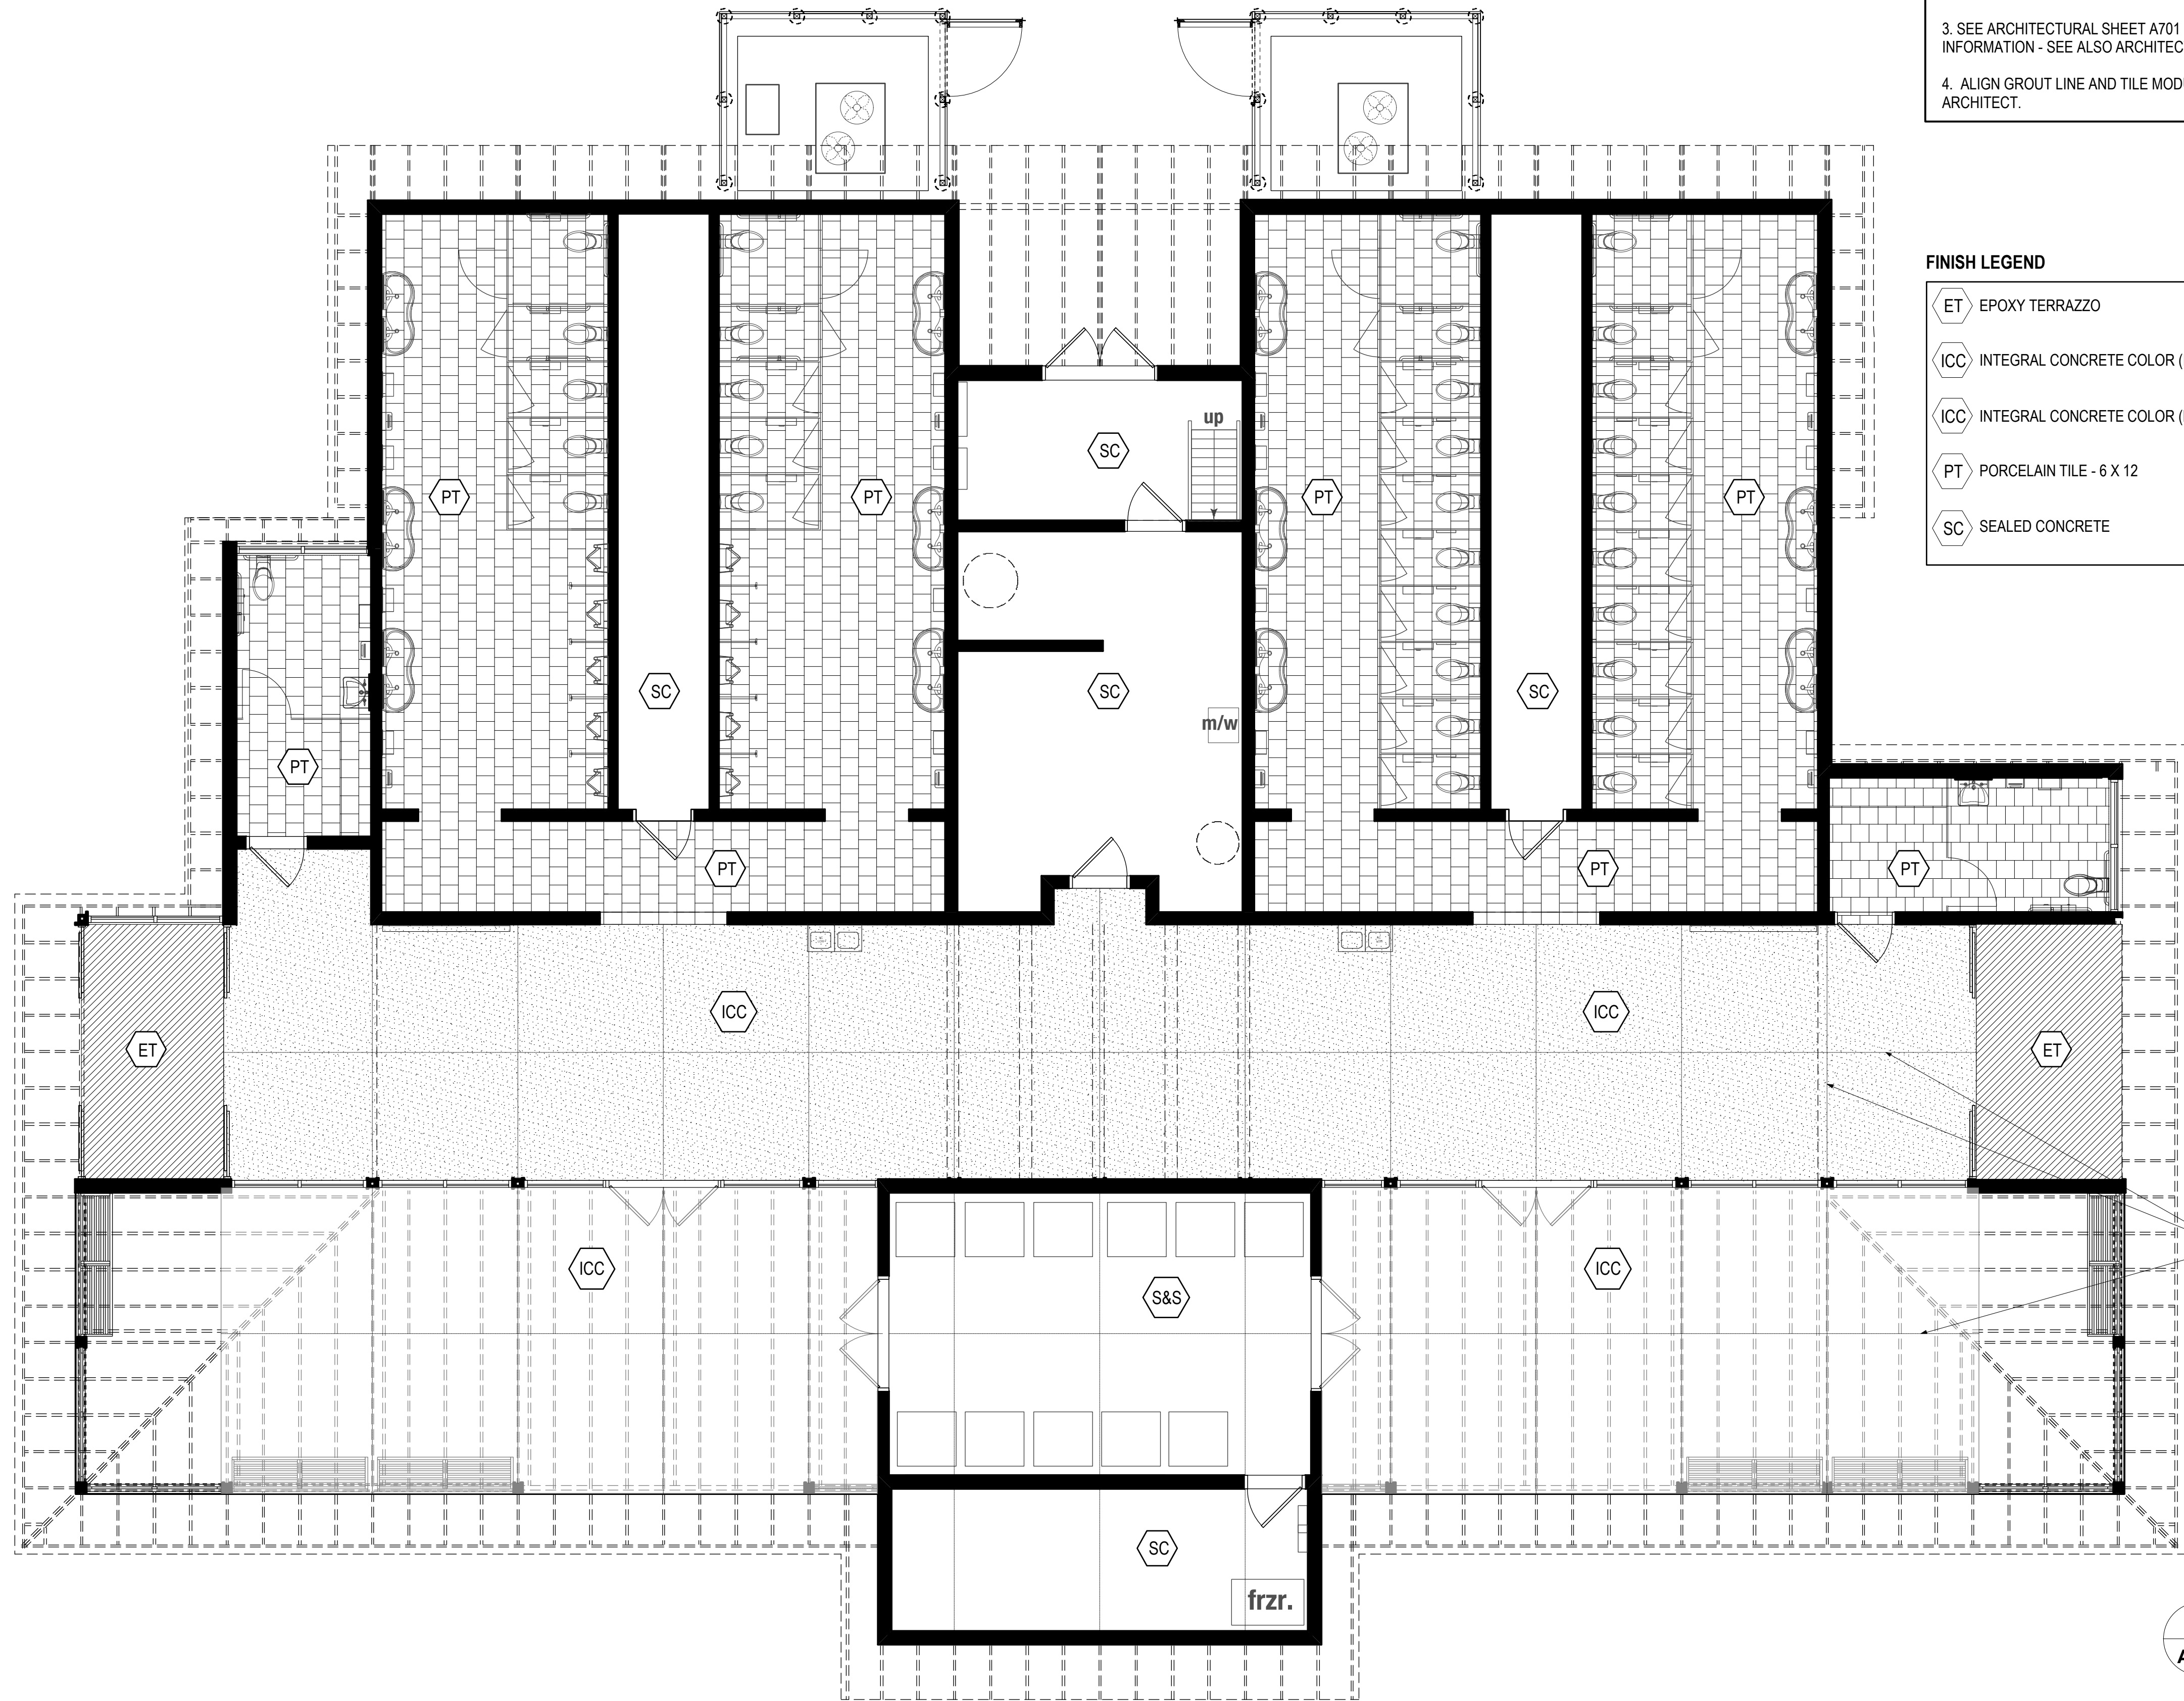 3. SEE ARCHITECTURAL SHEET A701
INFORMATION - SEE ALSO ARCHITEC
4. ALIGN GROUT LINE AND TILE MOD
ARCHITECT.
FINISH LEGEND
ET EPOXY TERRAZZO
ICC INTEGRAL CONCRETE COLOR (
ICC INTEGRAL CONCRETE COLOR (
PT PORCELAIN TILE - 6 X 12
SC SEALED CONCRETE
up
SC
PT
PT
PT
PT
SC
SC
SC
m/w
PT
PT
PT
PT
ICC
ICC
ET
ET
ICC
S&S
ICC
SC
frzr.
A